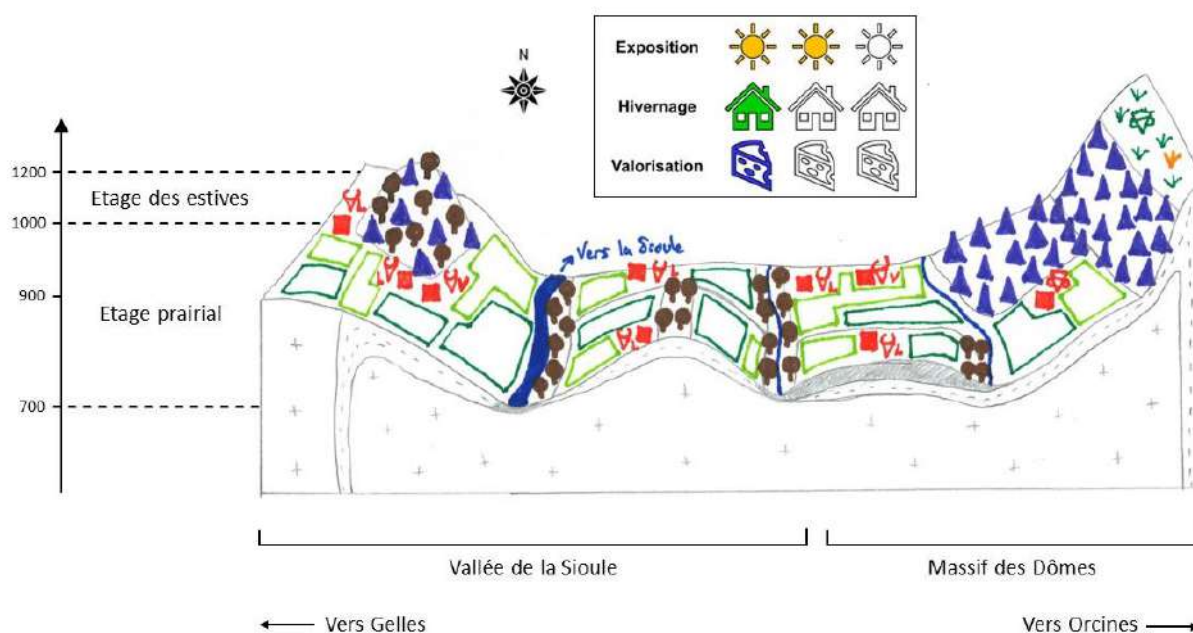 Exposition
Hivernage
Valorisation
N
1200
Etage des estives
1000
Vers la Sioule
900
Etage prairial
700
Vallée de la Sioule
Massif des Dômes
Vers Gelles
Vers Orcines